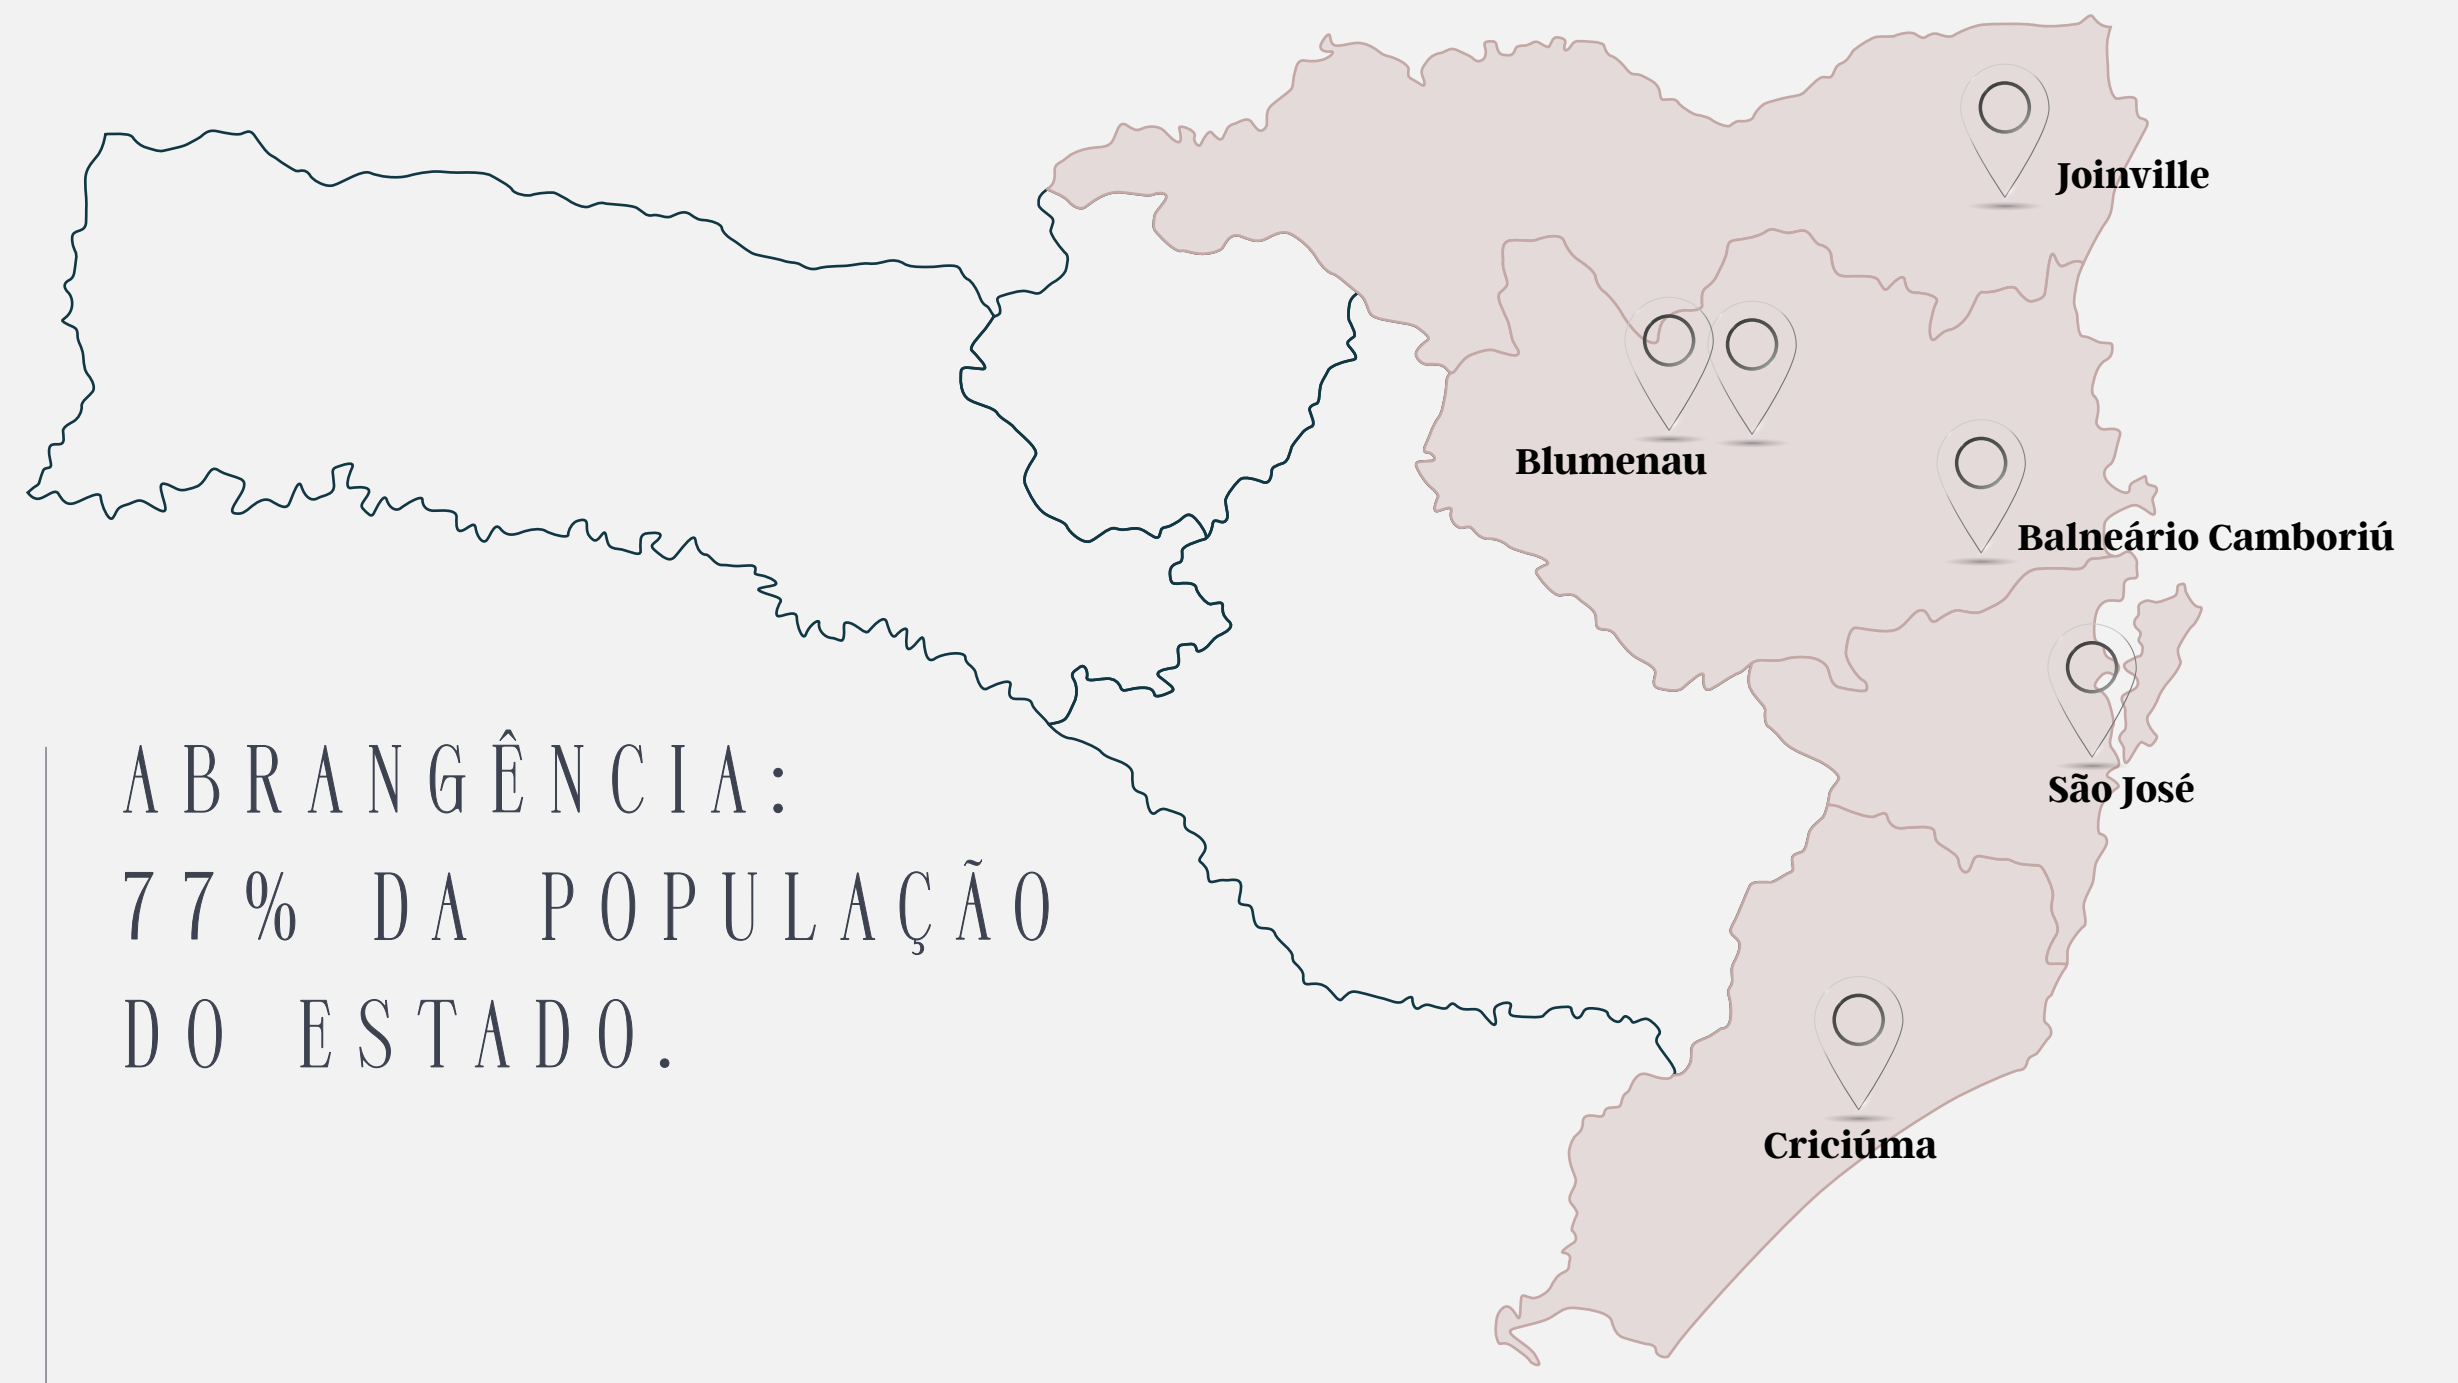 Joinville
Blumenau
Balneário Camboriú
São José
ABRANGÊNCIA:
77% DA POPULAÇÃO
DO ESTADO.
Criciúma